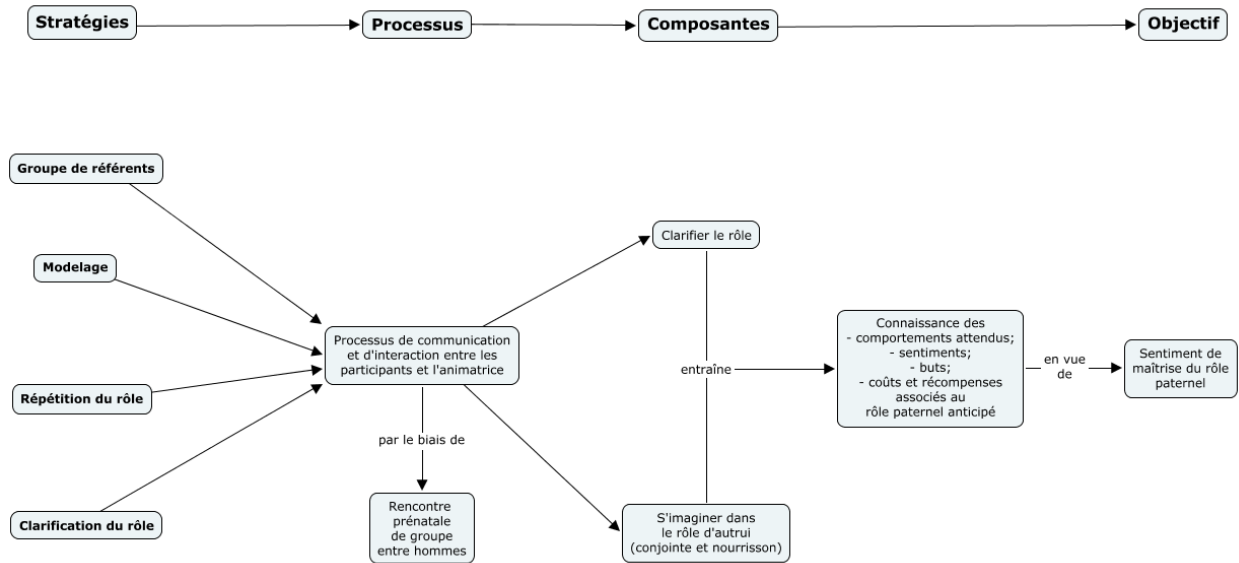 Stratégies
Processus
Composantes
Objectif
Groupe de référents
Modelage
Répétition du rôle
Clarification du rôle
Processus de communication
et d'interaction entre les
participants et l'animatrice
par le biais de
Rencontre
prénatale
de groupe
entre hommes
Clarifier le rôle
entraîne
S'imaginer dans
le rôle d'autrui
(conjointe et nourrisson)
Connaissance des
- comportements attendus;
- sentiments;
- buts;
- coûts et récompenses
associés au
rôle paternel anticipé
en vue
de
Sentiment de
maîtrise du rôle
paternel